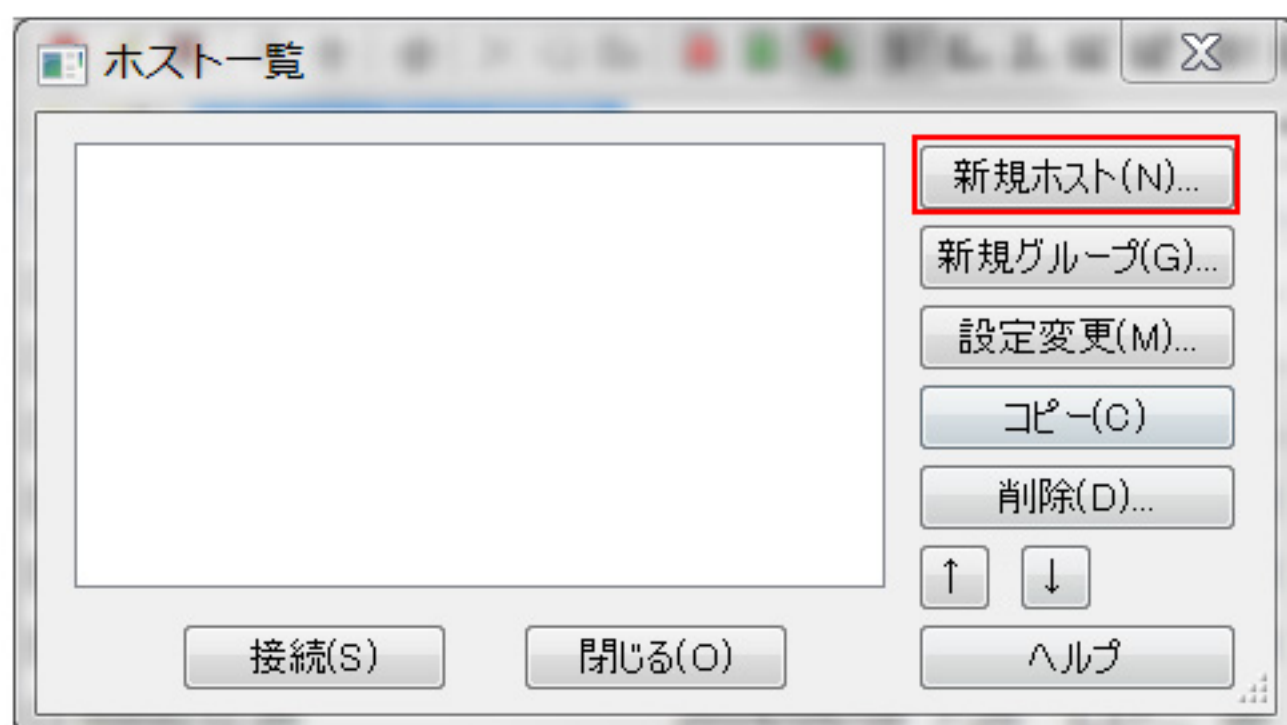 ホスト一覧
新規ホスト(N)...
新規グループ(G)...
設定変更(M)...
コピー(C)
削除(D)...
↑ ↓
接続(S) 閉じる(O) ヘルプ